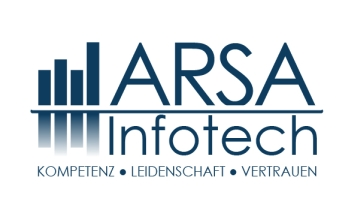 ARSA
Infotech
KOMPETENZ ● LEIDENSCHAFT ● VERTRAUEN